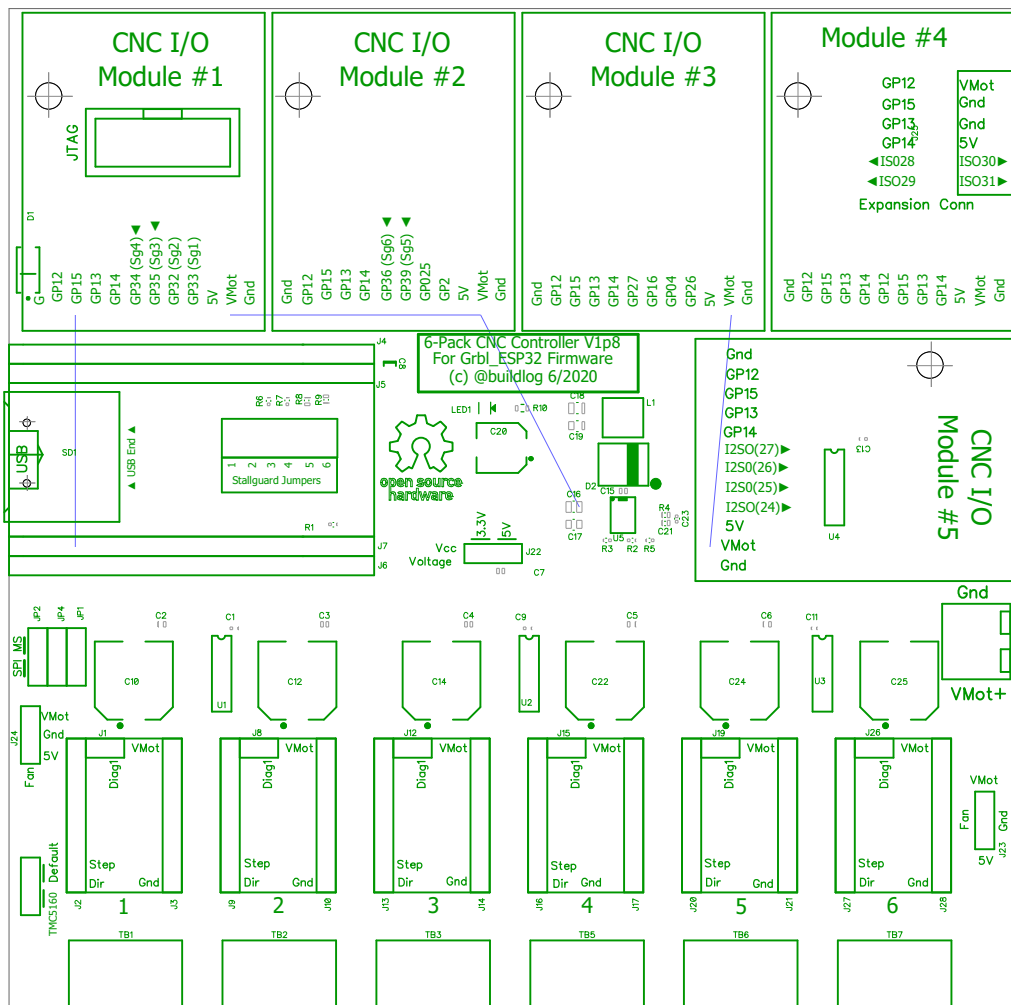 CNC I/O
Module #1
CNC I/O
Module #2
CNC I/O
Module #3
Module #4
JTAG
D1
G
GP12
GP15
GP13
GP14
GP34 (Sg4) ▶
GP35 (Sg3) ▶
GP32 (Sg2)
GP33 (Sg1)
5V
VMot
Gnd
Gnd
GP12
GP15
GP13
GP14
GP36 (Sg6) ▶
GP39 (Sg5) ▶
GPO25
GP2
5V
VMot
Gnd
Gnd
GP12
GP15
GP13
GP14
GP27
GP16
GP04
GP26
5V
VMot
Gnd
GP12
GP15
GP13
GP14
J25
◀ISO28
◀ISO29
VMot
Gnd
Gnd
5V
ISO30▶
ISO31▶
Expansion Conn
Gnd
GP12
GP15
GP13
GP14
GP12
GP15
GP13
GP14
5V
VMot
Gnd
6-Pack CNC Controller V1p8
For Grbl_ESP32 Firmware
(c) @buildlog 6/2020
J4
J5
C8
R6
R7
R8
R9
USB
SD1
◀ USB End ◀
1 2 3 4 5 6
Stallguard Jumpers
R1
J7
J6
LED1
R10
C20
C18
C19
L1
D2
C15
C16
C17
U5
R4
C21
C23
R3
R2
R5
open source
hardware
3.3V
5V
Vcc
Voltage
J22
C7
Gnd
GP12
GP15
GP13
GP14
I2SO(27)▶
I2S0(26)▶
I2S0(25)▶
I2SO(24)▶
5V
VMot
Gnd
C13
U4
CNC I/O
Module #5
Gnd
VMot+
JP2
JP4
JP1
SPI MS
C2
C1
C3
C4
C9
C5
C6
C11
C10
U1
C12
C14
U2
C22
C24
U3
C25
J24
VMot
Gnd
5V
Fan
J1
VMot
Diag1
Step
Dir
Gnd
J2
1
J3
J8
VMot
Diag1
Step
Dir
Gnd
J9
2
J10
J12
VMot
Diag1
Step
Dir
Gnd
J13
3
J14
J15
VMot
Diag1
Step
Dir
Gnd
J16
4
J17
J19
VMot
Diag1
Step
Dir
Gnd
J20
5
J21
J26
VMot
Diag1
Step
Dir
Gnd
J27
6
J28
VMot
Fan
Gnd
J23
5V
TMC5160
Default
TB1
TB2
TB3
TB5
TB6
TB7